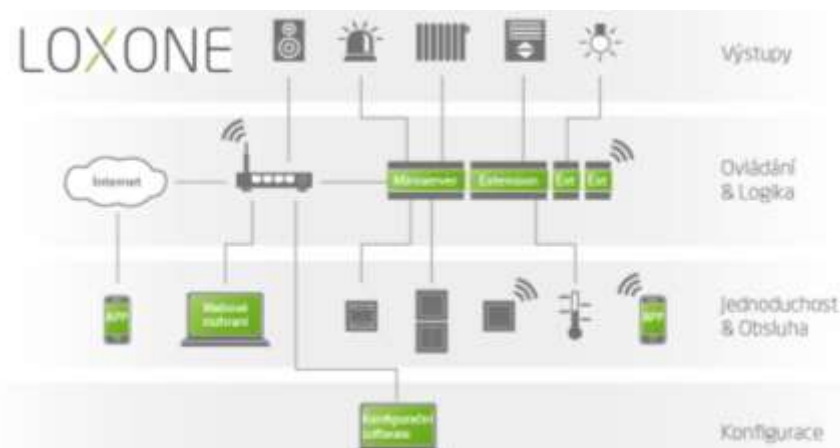 LOXONE
Výstupy
Internet
Miniserver
Extension
Ext
Ext
Ovládání
& Logika
APP
Webové
rozhraní
APP
Jednoduchost
& Obsluha
Konfigurační
software
Konfigurace